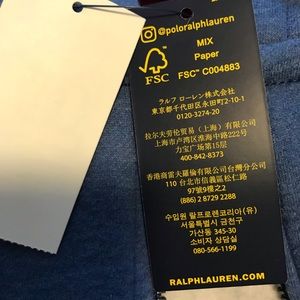 @poloralphlauren
MIX
Paper
FSC
FSC™ C004883
ラルフ ローレン株式会社
東京都千代田区永田町2-10-1
0120-3274-20
拉尔夫劳伦贸易（上海）有限公司
上海市卢湾区淮海中路222号
力宝广场第15层
400-842-8373
香港商雷夫羅倫有限公司台灣分公司
110 台北市信義區松仁路
97號9樓之2
(886) 2 8729 2288
수입원 랄프로렌코리아(유)
서울특별시 금천구
가산동 345-30
소비자 상담실
080-566-1199
RALPHLAUREN.COM